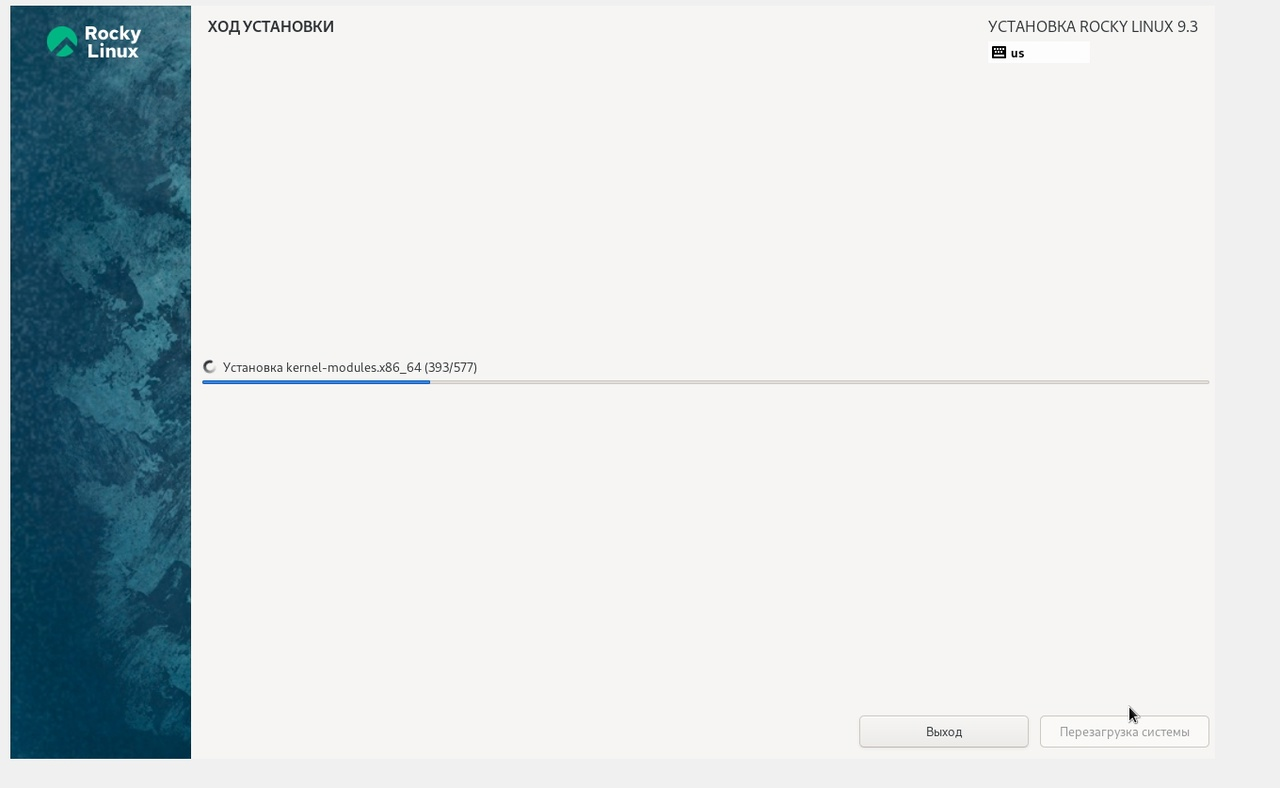 Rocky
Linux
ХОД УСТАНОВКИ
УСТАНОВКА ROCKY LINUX 9.3
us
Установка kernel-modules.x86_64 (393/577)
Выход
Перезагрузка системы